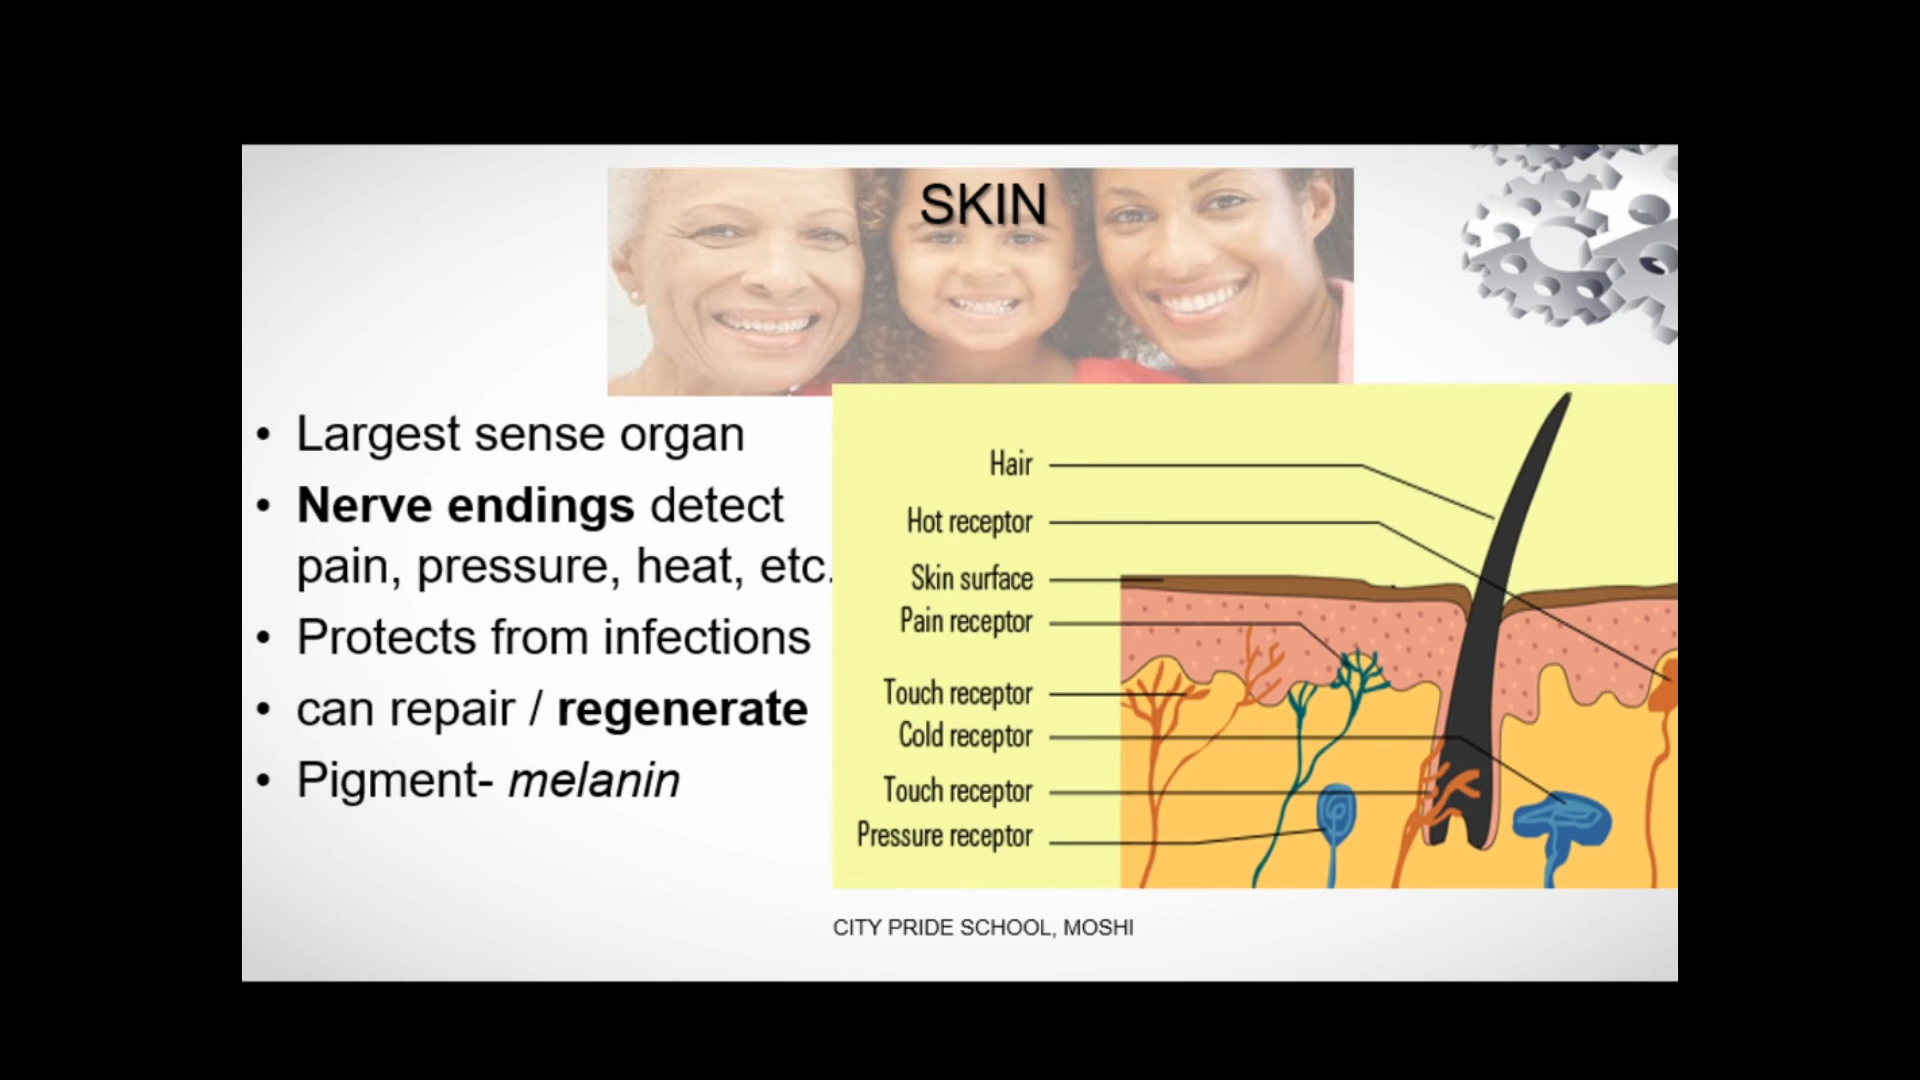 SKIN
• Largest sense organ
• Nerve endings detect
pain, pressure, heat, etc.
• Protects from infections
• can repair / regenerate
• Pigment- melanin
Hair
Hot receptor
Skin surface
Pain receptor
Touch receptor
Cold receptor
Touch receptor
Pressure receptor
CITY PRIDE SCHOOL, MOSHI